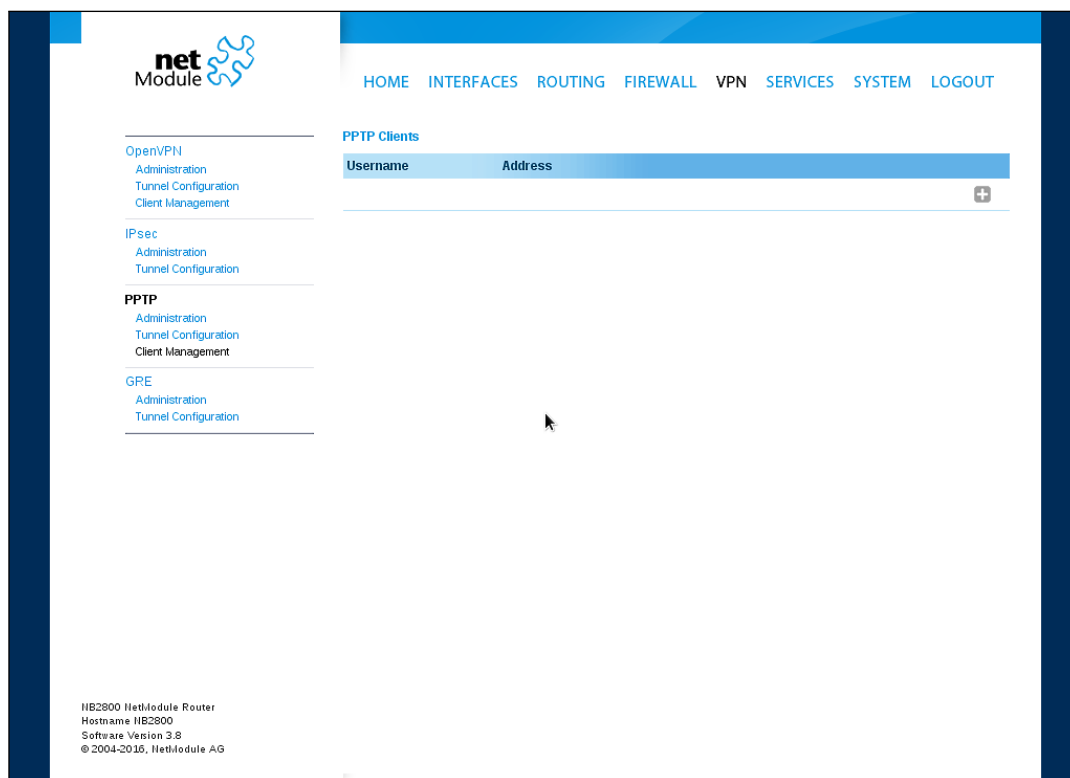 net
Module
HOME INTERFACES ROUTING FIREWALL VPN SERVICES SYSTEM LOGOUT
OpenVPN
Administration
Tunnel Configuration
Client Management
IPsec
Administration
Tunnel Configuration
PPTP
Administration
Tunnel Configuration
Client Management
GRE
Administration
Tunnel Configuration
PPTP Clients
Username Address
NB2800 NetModule Router
Hostname NB2800
Software Version 3.8
© 2004-2016, NetModule AG